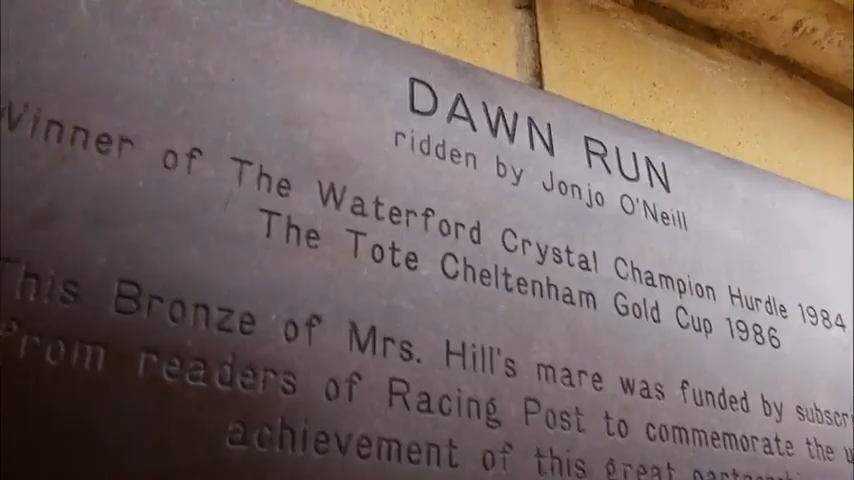 DAWN RUN
ridden by Jonjo O'Neill
Winner of The Waterford Crystal Champion Hurdle 1984
The Tote Cheltenham Gold Cup 1986
This Bronze of Mrs. Hill's mare was funded by
from readers of Racing Post to commemorate the
achievement of this great